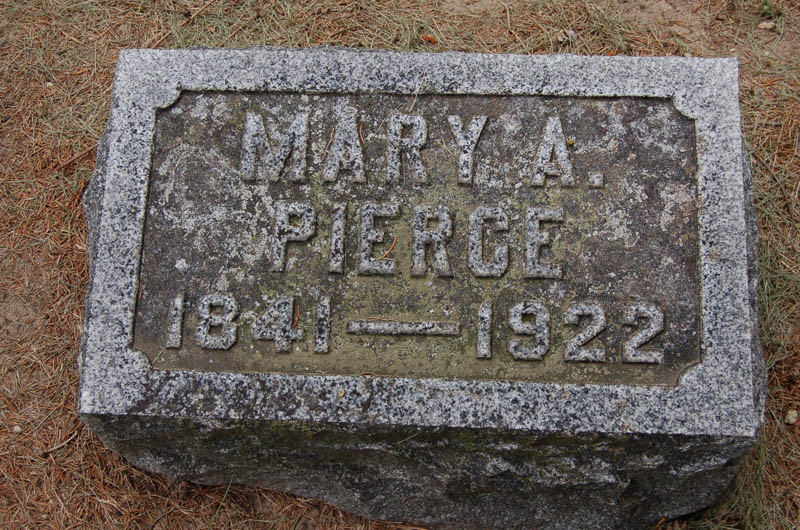 MARY A.
PIERCE
1841 — 1922